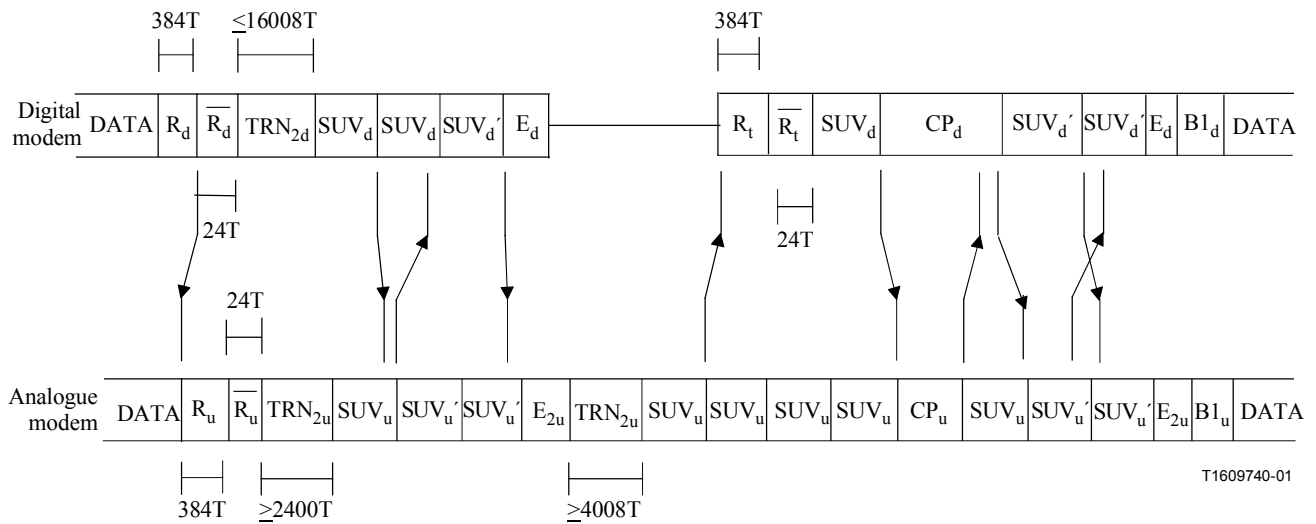 384T ≤16008T 384T
Digital modem DATA R_d R̅_d TRN_2d SUV_d SUV_d SUV_d′ E_d R_t R̅_t SUV_d CP_d SUV_d′ SUV_d′ E_d B1_d DATA
24T 24T
24T
Analogue modem DATA R_u R̅_u TRN_2u SUV_u SUV_u′ SUV_u′ E_2u TRN_2u SUV_u SUV_u SUV_u SUV_u CP_u SUV_u SUV_u′ SUV_u′ E_2u B1_u DATA
384T ≥2400T ≥4008T
T1609740-01